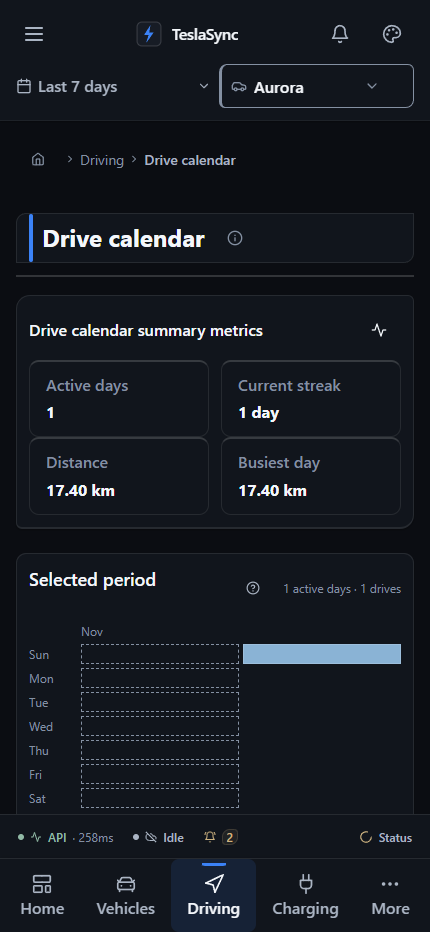 TeslaSync
Last 7 days
Aurora
Driving
Drive calendar
Drive calendar
Drive calendar summary metrics
Active days
1
Current streak
1 day
Distance
17.40 km
Busiest day
17.40 km
Selected period
1 active days · 1 drives
Nov
Sun
Mon
Tue
Wed
Thu
Fri
Sat
API · 258ms
Idle
2
Status
Home
Vehicles
Driving
Charging
More